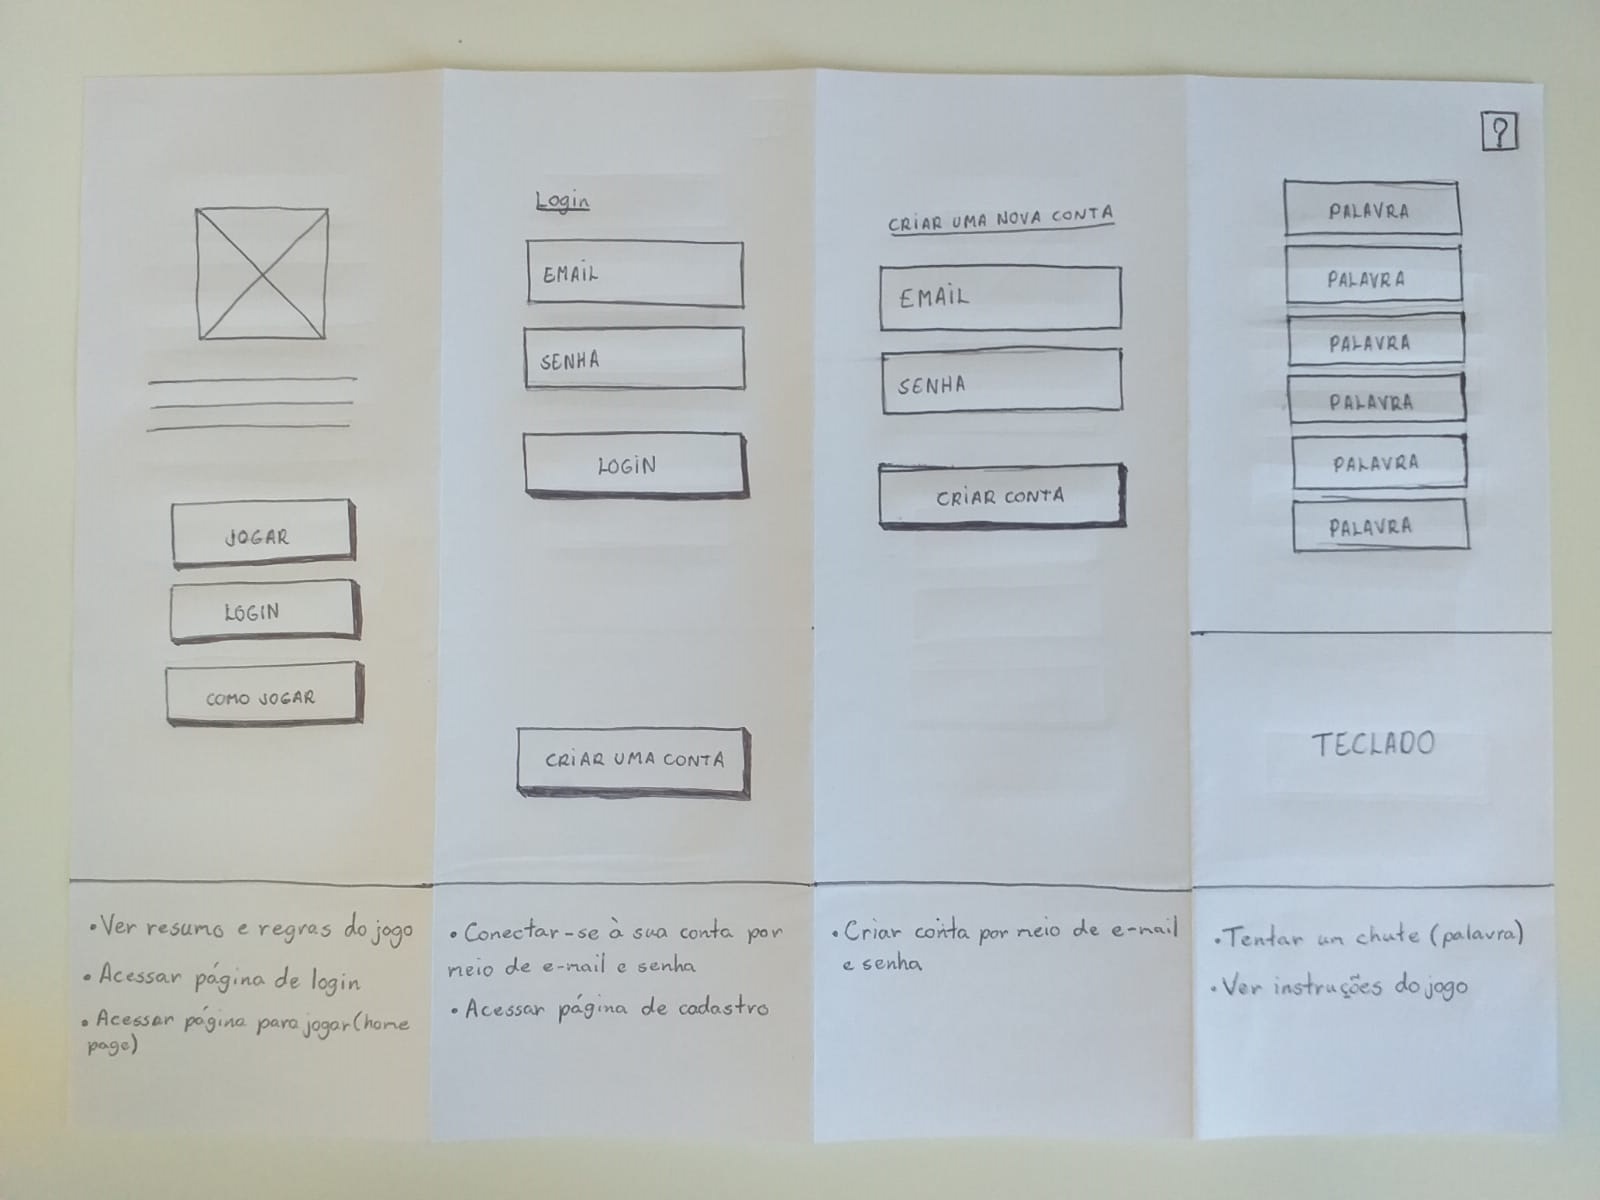 JOGAR
LOGIN
COMO JOGAR
• Ver resumo e regras do jogo
• Acessar página de login
• Acessar página para jogar (home
page)
Login
EMAIL
SENHA
LOGIN
CRIAR UMA CONTA
• Conectar-se à sua conta por
meio de e-mail e senha
• Acessar página de cadastro
CRIAR UMA NOVA CONTA
EMAIL
SENHA
CRIAR CONTA
• Criar conta por meio de e-mail
e senha
?
PALAVRA
PALAVRA
PALAVRA
PALAVRA
PALAVRA
PALAVRA
TECLADO
• Tentar um chute (palavra)
• Ver instruções do jogo